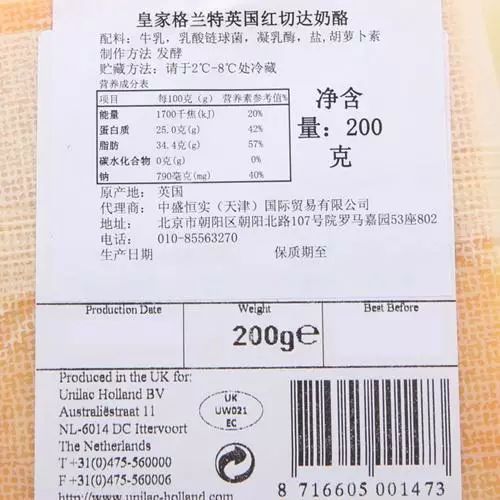 皇家格兰特英国红切达奶酪
配料: 牛乳, 乳酸链球菌, 凝乳酶, 盐, 胡萝卜素
制作方法 发酵
贮藏方法: 请于2℃-8℃处冷藏
营养成分表
项目 每100克(g) 营养素参考值%
能量 1700千焦(kJ) 20%
蛋白质 25.0克(g) 42%
脂肪 34.4克(g) 57%
碳水化合物 0克(g) 0%
钠 790毫克(mg) 40%
净含
量: 200
克
原产地: 英国
代理商: 中盛恒实(天津)国际贸易有限公司
地址: 北京市朝阳区朝阳北路107号院罗马嘉园53座802
电话: 010-85563270
生产日期 保质期至
Production Date Weight Best Before
200g℮
Produced in the UK for:
Unilac Holland BV
Australiëstraat 11
NL-6014 DC Ittervoort
The Netherlands
T +31(0)475-560000
F +31(0)475-560006
http://www.unilac-holland.com
UK
UW021
EC
8 716605 001473